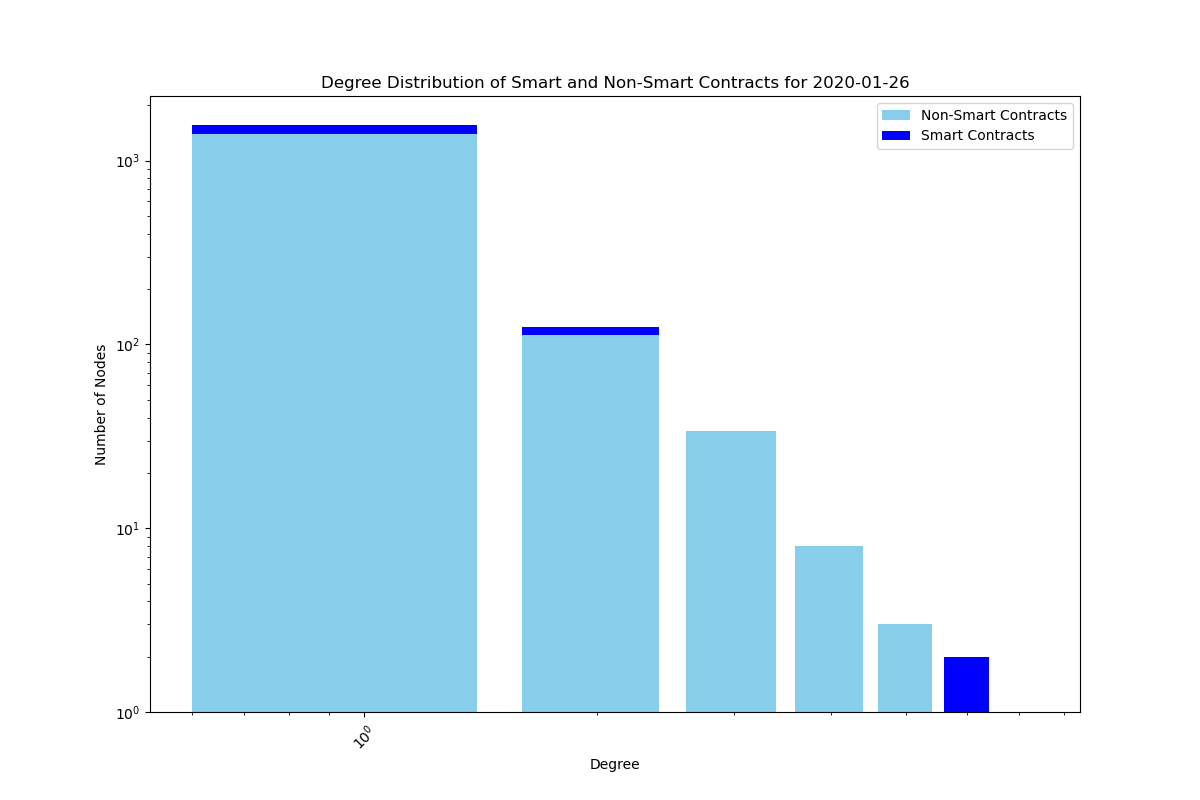 Degree Distribution of Smart and Non-Smart Contracts for 2020-01-26
Non-Smart Contracts
Smart Contracts
Number of Nodes
10³
10²
10¹
10⁰
10⁰
Degree